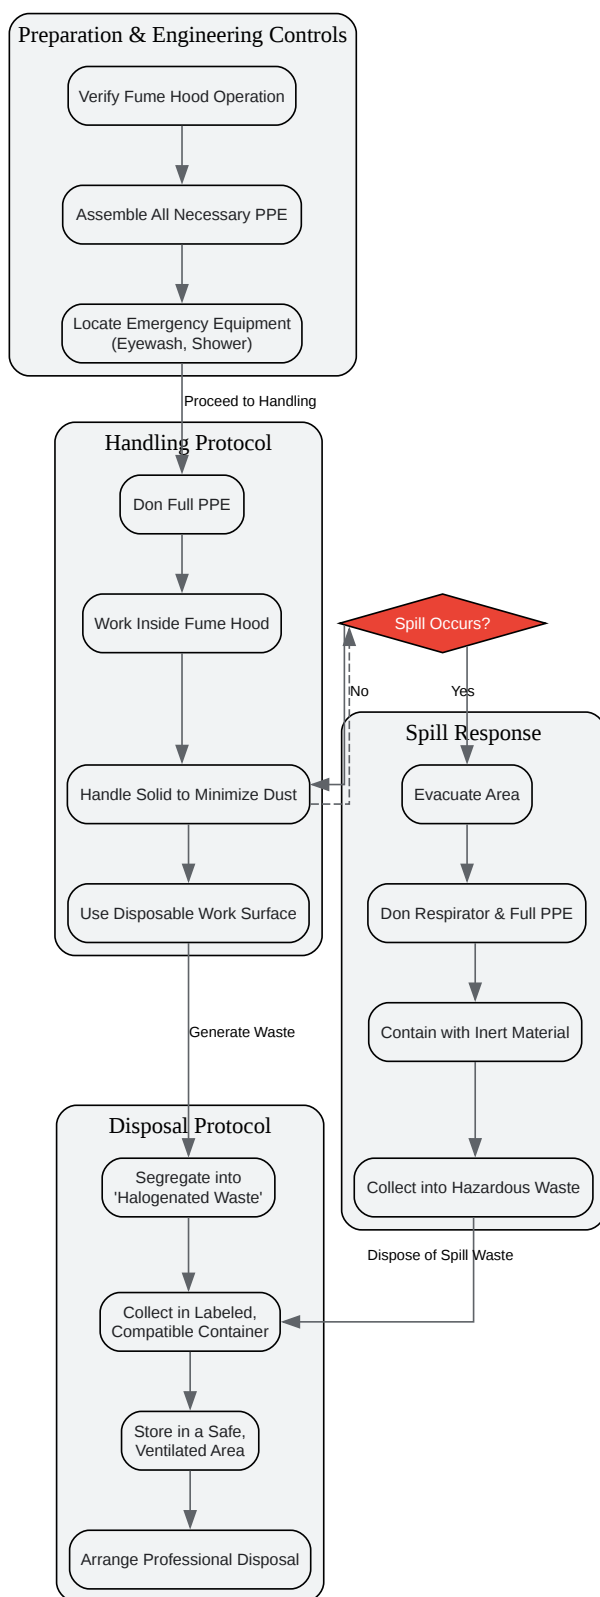 Preparation & Engineering Controls
Verify Fume Hood Operation
Assemble All Necessary PPE
Locate Emergency Equipment
(Eyewash, Shower)
Proceed to Handling
Handling Protocol
Don Full PPE
Work Inside Fume Hood
Spill Occurs?
No
Yes
Spill Response
Handle Solid to Minimize Dust
Evacuate Area
Use Disposable Work Surface
Don Respirator & Full PPE
Generate Waste
Contain with Inert Material
Disposal Protocol
Segregate into
'Halogenated Waste'
Collect into Hazardous Waste
Dispose of Spill Waste
Collect in Labeled,
Compatible Container
Store in a Safe,
Ventilated Area
Arrange Professional Disposal